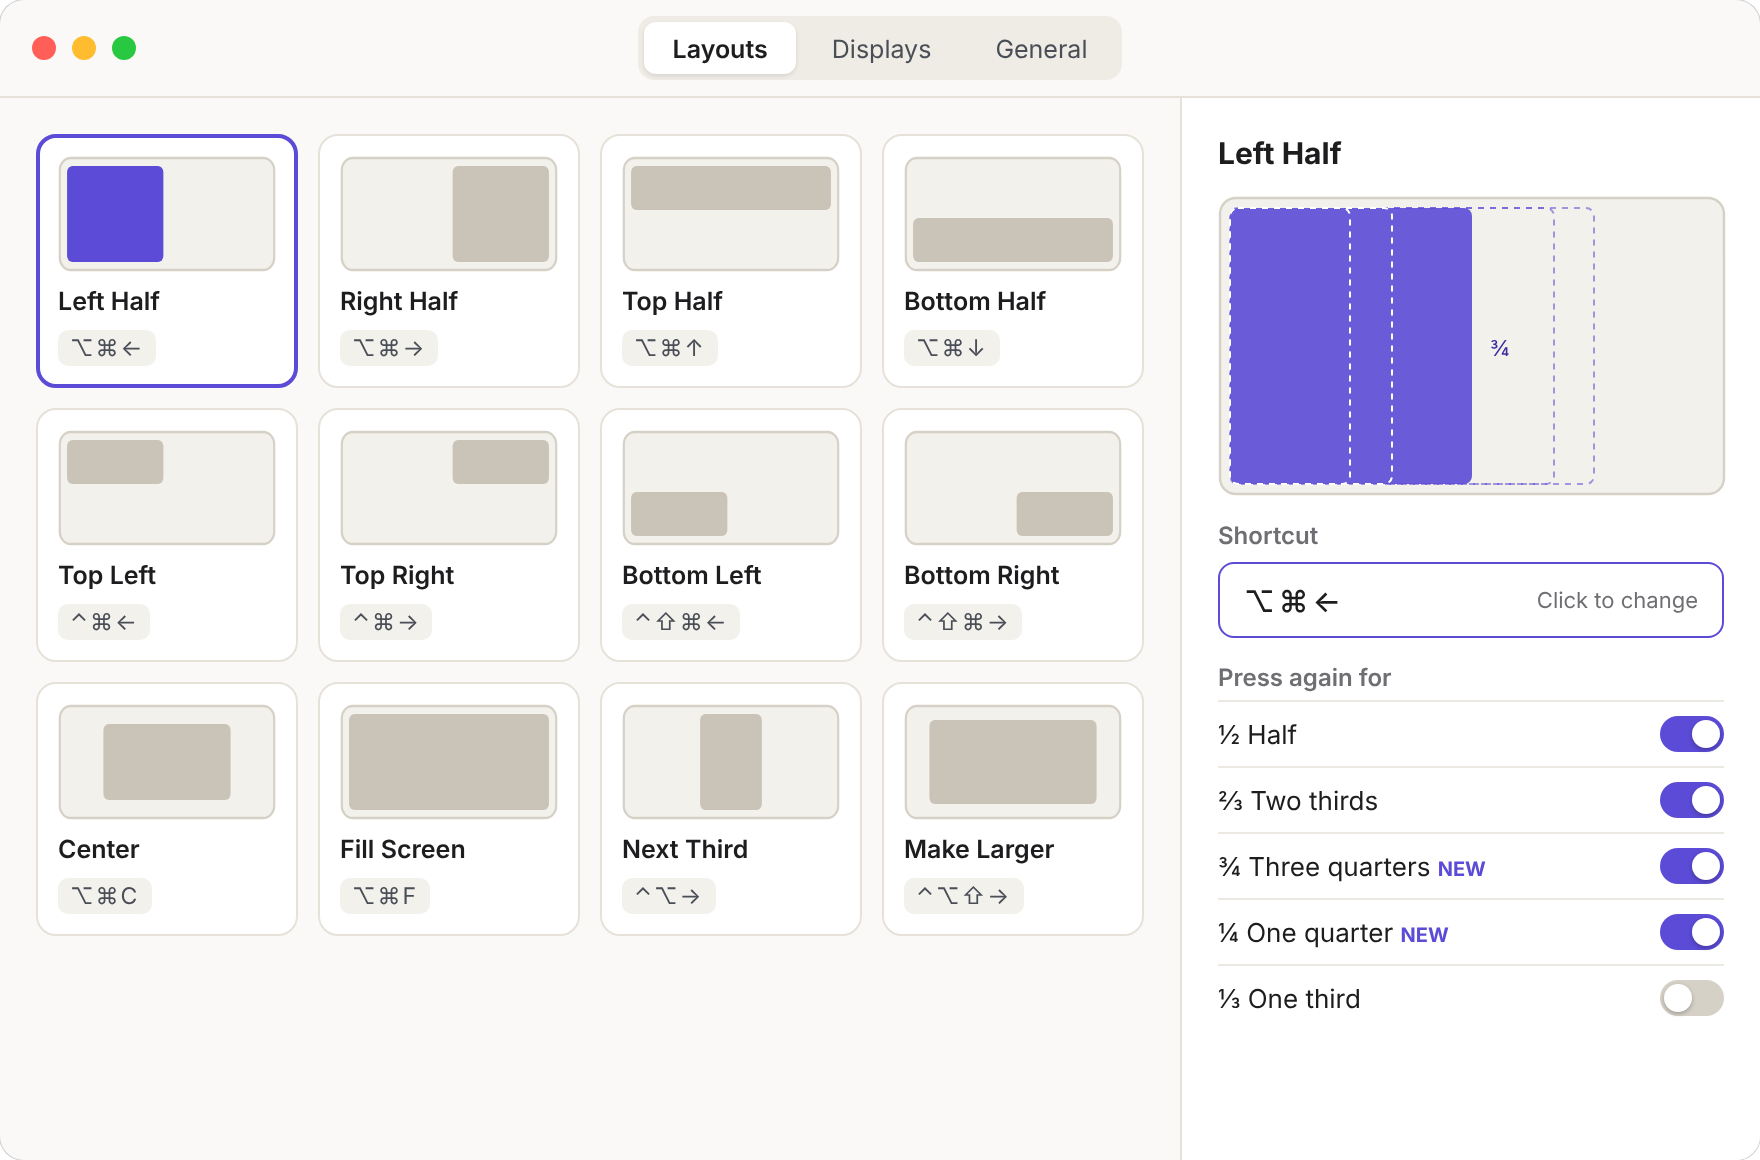 Layouts
Displays
General
Left Half
⌥⌘←
Right Half
⌥⌘→
Top Half
⌥⌘↑
Bottom Half
⌥⌘↓
Top Left
⌃⌘←
Top Right
⌃⌘→
Bottom Left
⌃⇧⌘←
Bottom Right
⌃⇧⌘→
Center
⌥⌘C
Fill Screen
⌥⌘F
Next Third
⌃⌥→
Make Larger
⌃⌥⇧→
Left Half
¾
Shortcut
⌥⌘← Click to change
Press again for
½ Half
⅔ Two thirds
¾ Three quarters NEW
¼ One quarter NEW
⅓ One third